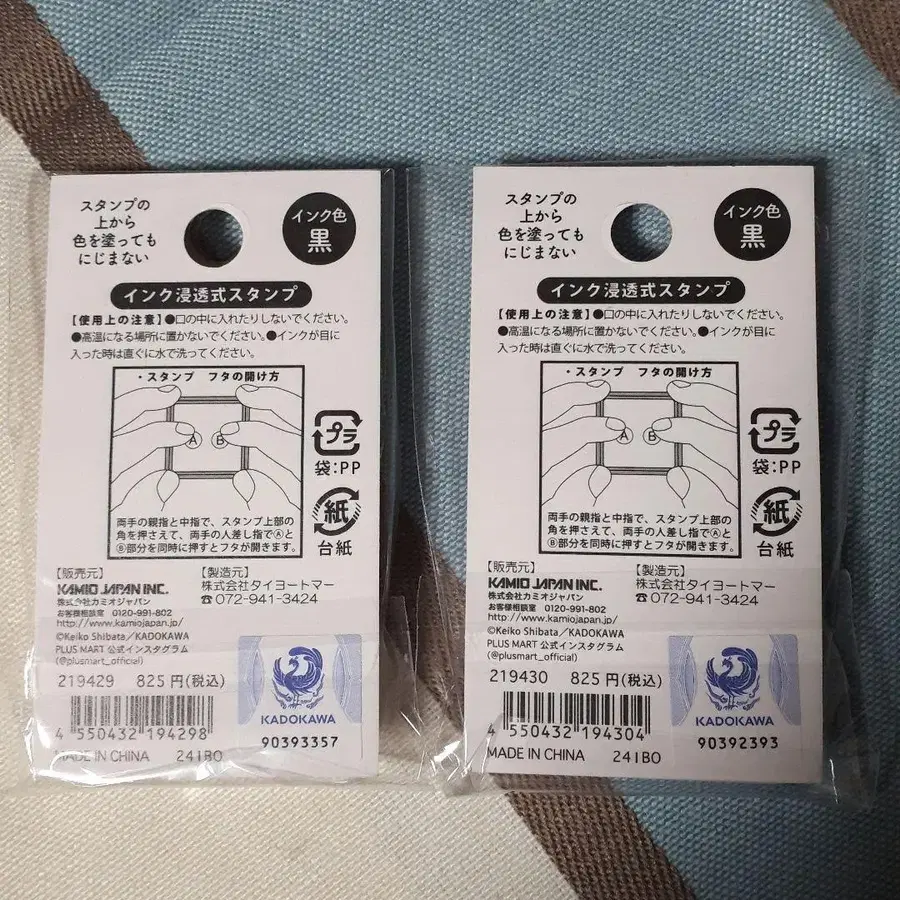 スタンプの
上から
色を塗っても
にじまない
インク色
黒
インク浸透式スタンプ
【使用上の注意】●口の中に入れたりしないでください。
●高温になる場所に置かないでください。●インクが目に
入った時は直ぐに水で洗ってください。
・スタンプ　フタの開け方
A B
両手の親指と中指で、スタンプ上部の
角を押さえて、両手の人差し指でⒶと
Ⓑ部分を同時に押すとフタが開きます。
プラ
袋:PP
紙
台紙
【販売元】
KAMIO JAPAN INC.
株式会社カミオジャパン
お客様相談室 0120-991-802
http://www.kamiojapan.jp/
【製造元】
株式会社タイヨートマー
☎072-941-3424
©Keiko Shibata／KADOKAWA
PLUS MART 公式インスタグラム
(@plusmart_official)
219429 825円(税込)
4 550432 194298
MADE IN CHINA 241BO
KADOKAWA
90393357
スタンプの
上から
色を塗っても
にじまない
インク色
黒
インク浸透式スタンプ
【使用上の注意】●口の中に入れたりしないでください。
●高温になる場所に置かないでください。●インクが目に
入った時は直ぐに水で洗ってください。
・スタンプ　フタの開け方
A B
両手の親指と中指で、スタンプ上部の
角を押さえて、両手の人差し指でⒶと
Ⓑ部分を同時に押すとフタが開きます。
プラ
袋:PP
紙
台紙
【販売元】
KAMIO JAPAN INC.
株式会社カミオジャパン
お客様相談室 0120-991-802
http://www.kamiojapan.jp/
【製造元】
株式会社タイヨートマー
☎072-941-3424
©Keiko Shibata／KADOKAWA
PLUS MART 公式インスタグラム
(@plusmart_official)
219430 825円(税込)
4 550432 194304
MADE IN CHINA 241BO
KADOKAWA
90392393